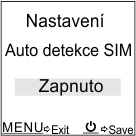 Nastavení
Auto detekce SIM
Zapnuto
MENU⇨Exit ⏻⇨Save